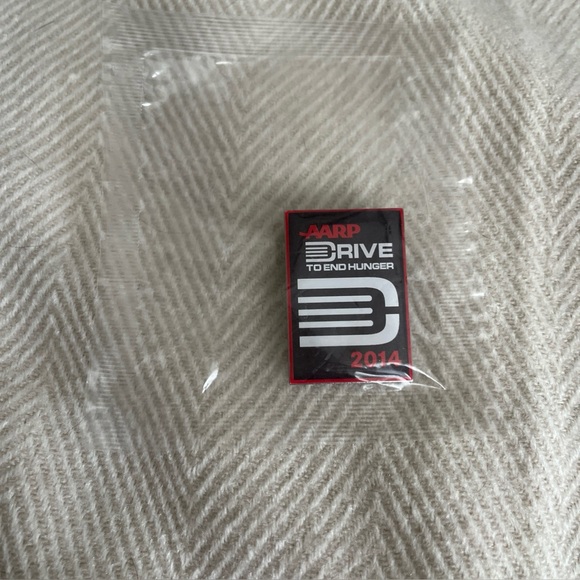 AARP
DRIVE
TO END HUNGER
2014